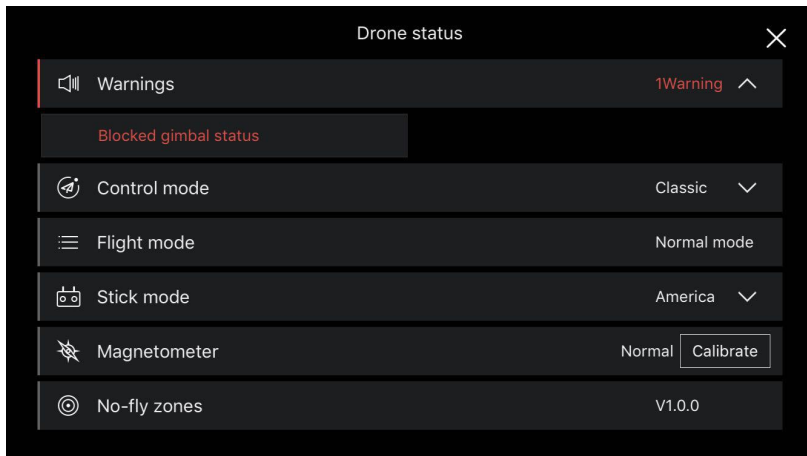 Drone status
Warnings 1Warning
Blocked gimbal status
Control mode Classic
Flight mode Normal mode
Stick mode America
Magnetometer Normal Calibrate
No-fly zones V1.0.0